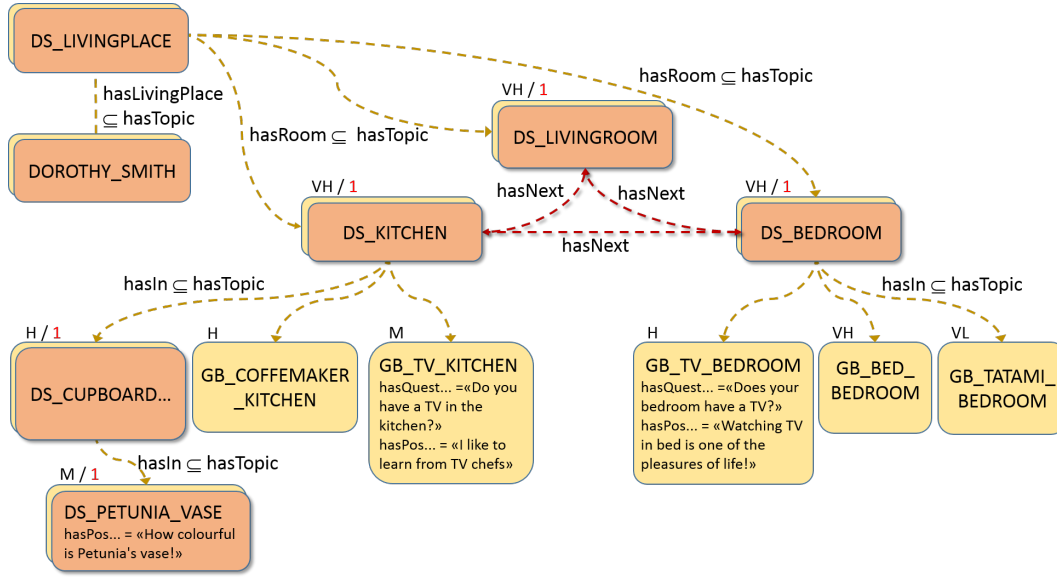 DS_LIVINGPLACE
hasLivingPlace
⊆ hasTopic
DOROTHY_SMITH
hasRoom ⊆ hasTopic
hasRoom ⊆ hasTopic
VH / 1
DS_LIVINGROOM
hasNext
hasNext
hasNext
VH / 1
DS_KITCHEN
VH / 1
DS_BEDROOM
hasIn ⊆ hasTopic
hasIn ⊆ hasTopic
H / 1
DS_CUPBOARD...
H
GB_COFFEMAKER
_KITCHEN
M
GB_TV_KITCHEN
hasQuest... =«Do you
have a TV in the
kitchen?»
hasPos... = «I like to
learn from TV chefs»
H
GB_TV_BEDROOM
hasQuest... =«Does your
bedroom have a TV?»
hasPos... = «Watching TV
in bed is one of the
pleasures of life!»
VH
GB_BED_
BEDROOM
VL
GB_TATAMI_
BEDROOM
hasIn ⊆ hasTopic
M / 1
DS_PETUNIA_VASE
hasPos... = «How colourful
is Petunia's vase!»